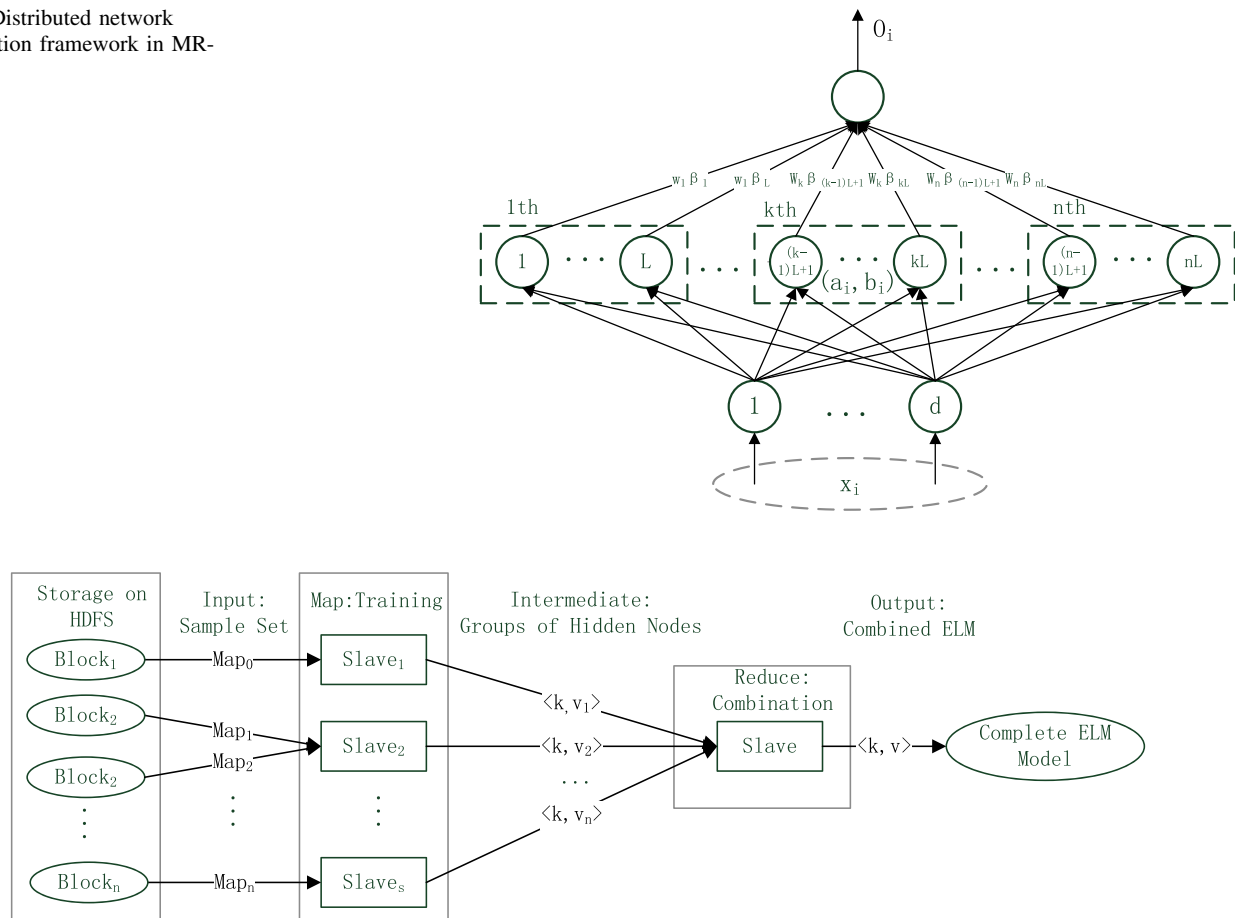 Distributed network
tion framework in MR-
O_i
w_1 β_1
w_1 β_L
W_k β_(k-1)L+1
W_k β_kL
W_n β_(n-1)L+1
W_n β_nL
1th
kth
nth
1
...
L
...
(k-
1)L+1
...
kL
(a_i, b_i)
...
(n-
1)L+1
...
nL
1
...
d
x_i
Storage on
HDFS
Input:
Sample Set
Map:Training
Intermediate:
Groups of Hidden Nodes
Output:
Combined ELM
Block_1
Map_0
Slave_1
<k,v_1>
Reduce:
Combination
Block_2
Map_1
Slave_2
<k,v_2>
Slave
<k,v>
Complete ELM
Model
Map_2
Block_2
...
<k,v_n>
Block_n
Map_n
Slave_s